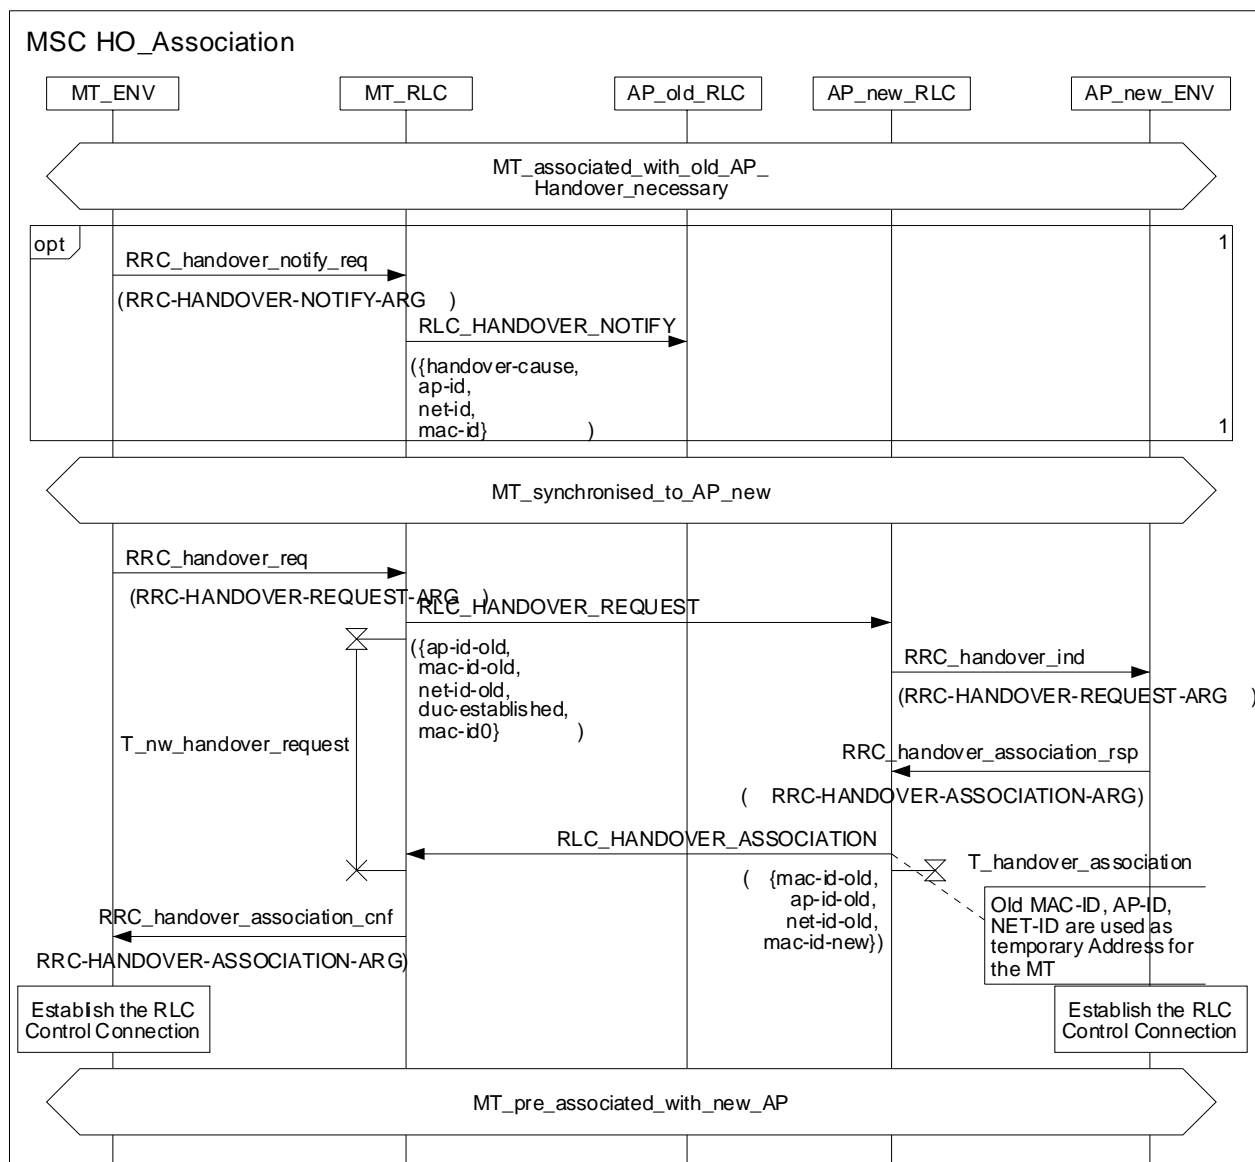 MSC HO_Association
MT_ENV
MT_RLC
AP_old_RLC
AP_new_RLC
AP_new_ENV
MT_associated_with_old_AP_
Handover_necessary
opt
1
RRC_handover_notify_req
(RRC-HANDOVER-NOTIFY-ARG )
RLC_HANDOVER_NOTIFY
({handover-cause,
ap-id,
net-id,
mac-id} )
1
MT_synchronised_to_AP_new
RRC_handover_req
(RRC-HANDOVER-REQUEST-ARG )
RLC_HANDOVER_REQUEST
({ap-id-old,
mac-id-old,
net-id-old,
duc-established,
mac-id0} )
RRC_handover_ind
(RRC-HANDOVER-REQUEST-ARG )
T_nw_handover_request
RRC_handover_association_rsp
( RRC-HANDOVER-ASSOCIATION-ARG)
RLC_HANDOVER_ASSOCIATION
T_handover_association
( {mac-id-old,
ap-id-old,
net-id-old,
mac-id-new})
Old MAC-ID, AP-ID,
NET-ID are used as
temporary Address for
the MT
RRC_handover_association_cnf
RRC-HANDOVER-ASSOCIATION-ARG)
Establish the RLC
Control Connection
Establish the RLC
Control Connection
MT_pre_associated_with_new_AP